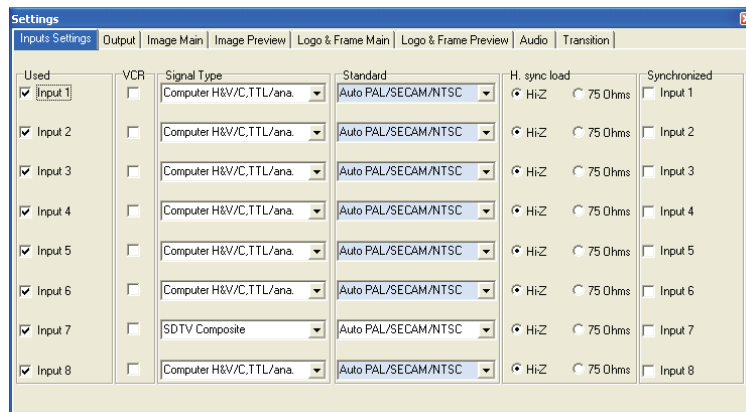 Settings
Inputs Settings Output Image Main Image Preview Logo & Frame Main Logo & Frame Preview Audio Transition
Used VCR Signal Type Standard H. sync load Synchronized
Input 1 Computer H&V/C,TTL/ana. Auto PAL/SECAM/NTSC Hi-Z 75 Ohms Input 1
Input 2 Computer H&V/C,TTL/ana. Auto PAL/SECAM/NTSC Hi-Z 75 Ohms Input 2
Input 3 Computer H&V/C,TTL/ana. Auto PAL/SECAM/NTSC Hi-Z 75 Ohms Input 3
Input 4 Computer H&V/C,TTL/ana. Auto PAL/SECAM/NTSC Hi-Z 75 Ohms Input 4
Input 5 Computer H&V/C,TTL/ana. Auto PAL/SECAM/NTSC Hi-Z 75 Ohms Input 5
Input 6 Computer H&V/C,TTL/ana. Auto PAL/SECAM/NTSC Hi-Z 75 Ohms Input 6
Input 7 SDTV Composite Auto PAL/SECAM/NTSC Hi-Z 75 Ohms Input 7
Input 8 Computer H&V/C,TTL/ana. Auto PAL/SECAM/NTSC Hi-Z 75 Ohms Input 8